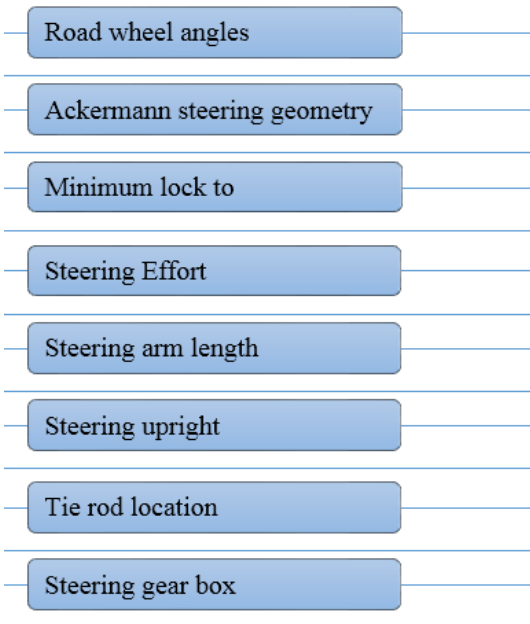 Road wheel angles
Ackermann steering geometry
Minimum lock to
Steering Effort
Steering arm length
Steering upright
Tie rod location
Steering gear box